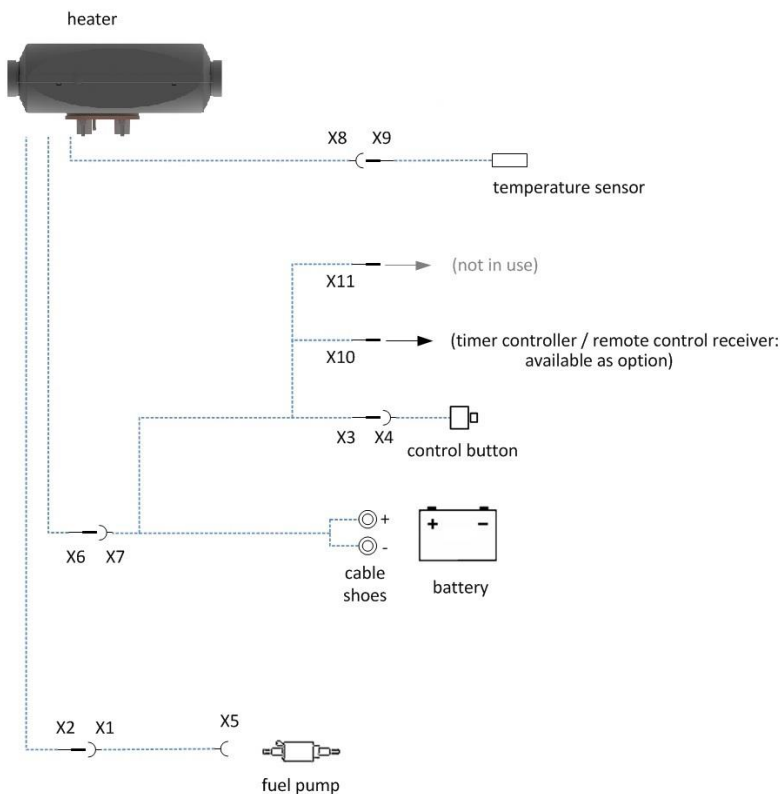 heater
X8 X9
temperature sensor
X11
(not in use)
X10
(timer controller / remote control receiver:
available as option)
X3 X4
control button
X6 X7
+
-
+ -
cable
shoes
battery
X2 X1
X5
fuel pump